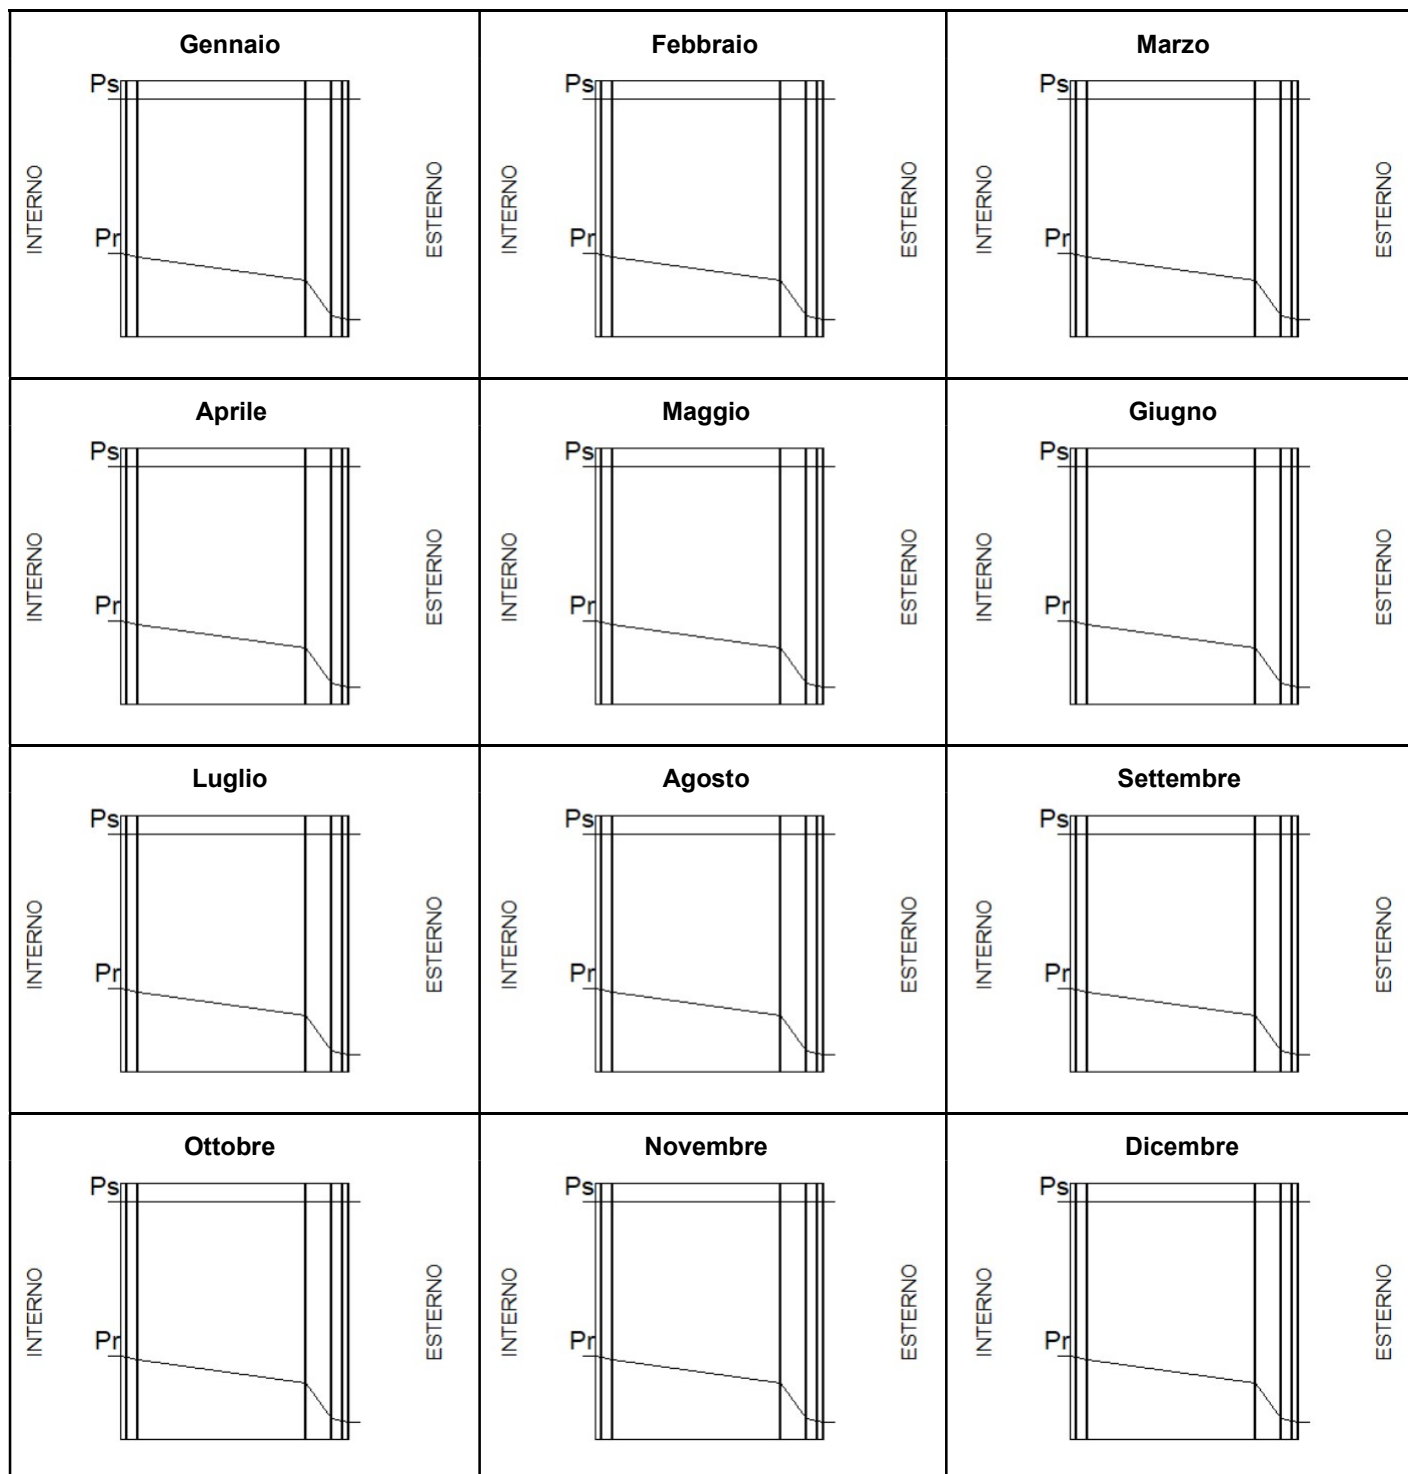 Gennaio
Ps
INTERNO
ESTERNO
Pr
Febbraio
Ps
INTERNO
ESTERNO
Pr
Marzo
Ps
INTERNO
ESTERNO
Pr
Aprile
Ps
INTERNO
ESTERNO
Pr
Maggio
Ps
INTERNO
ESTERNO
Pr
Giugno
Ps
INTERNO
ESTERNO
Pr
Luglio
Ps
INTERNO
ESTERNO
Pr
Agosto
Ps
INTERNO
ESTERNO
Pr
Settembre
Ps
INTERNO
ESTERNO
Pr
Ottobre
Ps
INTERNO
ESTERNO
Pr
Novembre
Ps
INTERNO
ESTERNO
Pr
Dicembre
Ps
INTERNO
ESTERNO
Pr